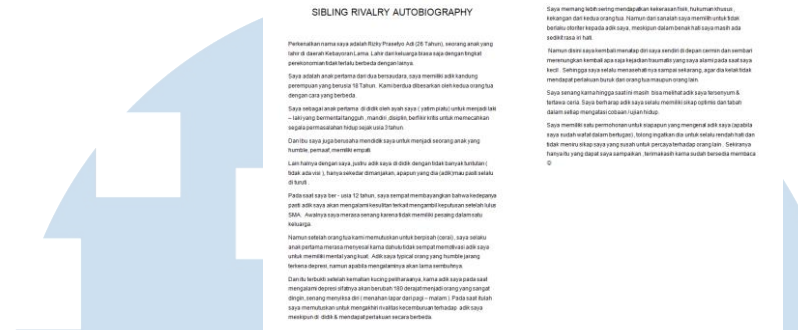 SIBLING RIVALRY AUTOBIOGRAPHY
Perkenalkan nama saya adalah Rizky Prasetyo Adi (28 Tahun), seorang anak yang
lahir di daerah Kebayoran Lama. Lahir dari keluarga biasa saja dengan tingkat
perekonomian tidak terlalu berbeda dengan lainya.
Saya adalah anak pertama dari dua bersaudara, saya memiliki adik kandung
perempuan yang berusia 18 Tahun. Kami berdua dibesarkan oleh kedua orang tua
dengan cara yang berbeda.
Saya sebagai anak pertama di didik oleh ayah saya ( yatim piatu) untuk menjadi laki
– laki yang bermental tangguh , mandiri ,disiplin, berfikir kritis untuk memecahkan
segala permasalahan hidup sejak usia 3 tahun.
Dan Ibu saya juga berusaha mendidik saya untuk menjadi seorang anak yang
humble, pemaaf, memiliki empati.
Lain halnya dengan saya, justru adik saya di didik dengan tidak banyak tuntutan (
tidak ada visi ), hanya sekedar dimanjakan, apapun yang dia (adik)mau pasti selalu
di turuti .
Pada saat saya ber - usia 12 tahun, saya sempat membayangkan bahwa kedepanya
pasti adik saya akan mengalami kesulitan terkait mengambil keputusan setelah lulus
SMA . Awalnya saya merasa senang karena tidak memiliki pesaing dalam satu
keluarga.
Namun setelah orang tua kami memutuskan untuk berpisah (cerai) , saya selaku
anak pertama merasa menyesal karna dahulu tidak sempat memotivasi adik saya
untuk memiliki mental yang kuat. Adik saya typical orang yang humble jarang
terkena depresi, namun apabila mengalaminya akan lama sembuhnya.
Dan itu terbukti setelah kematian kucing peliharaanya, karna adik saya pada saat
mengalami depresi sifatnya akan berubah 180 derajat menjadi orang yang sangat
dingin, senang menyiksa diri ( menahan lapar dari pagi – malam ). Pada saat itulah
saya memutuskan untuk mengakhiri rivalitas kecemburuan terhadap adik saya
meskipun di didik & mendapat perlakuan secara berbeda.
Saya memang lebih sering mendapatkan kekerasan fisik , hukuman khusus ,
kekangan dari kedua orang tua. Namun dari sanalah saya memilih untuk tidak
berlaku otoriter kepada adik saya , meskipun dalam benak hati saya masih ada
sedikit rasa iri hati.
Namun disini saya kembali menatap diri saya sendiri di depan cermin dan sembari
merenungkan kembali apa saja kejadian traumatis yang saya alami pada saat saya
kecil . Sehingga saya selalu menasehatinya sampai sekarang , agar dia kelak tidak
mendapat perlakuan buruk dari orang tua maupun orang lain.
Saya senang karna hingga saat ini masih bisa melihat adik saya tersenyum &
tertawa ceria. Saya berharap adik saya selalu memiliki sikap optimis dan tabah
dalam setiap mengatasi cobaan / ujian hidup.
Saya memiliki satu permohonan untuk siapapun yang mengenal adik saya (apabila
saya sudah wafat dalam bertugas) , tolong ingatkan dia untuk selalu rendah hati dan
tidak meniru sikap saya yang susah untuk percaya terhadap orang lain . Sekiranya
hanya itu yang dapat saya sampaikan , terimakasih karna sudah bersedia membaca
☺